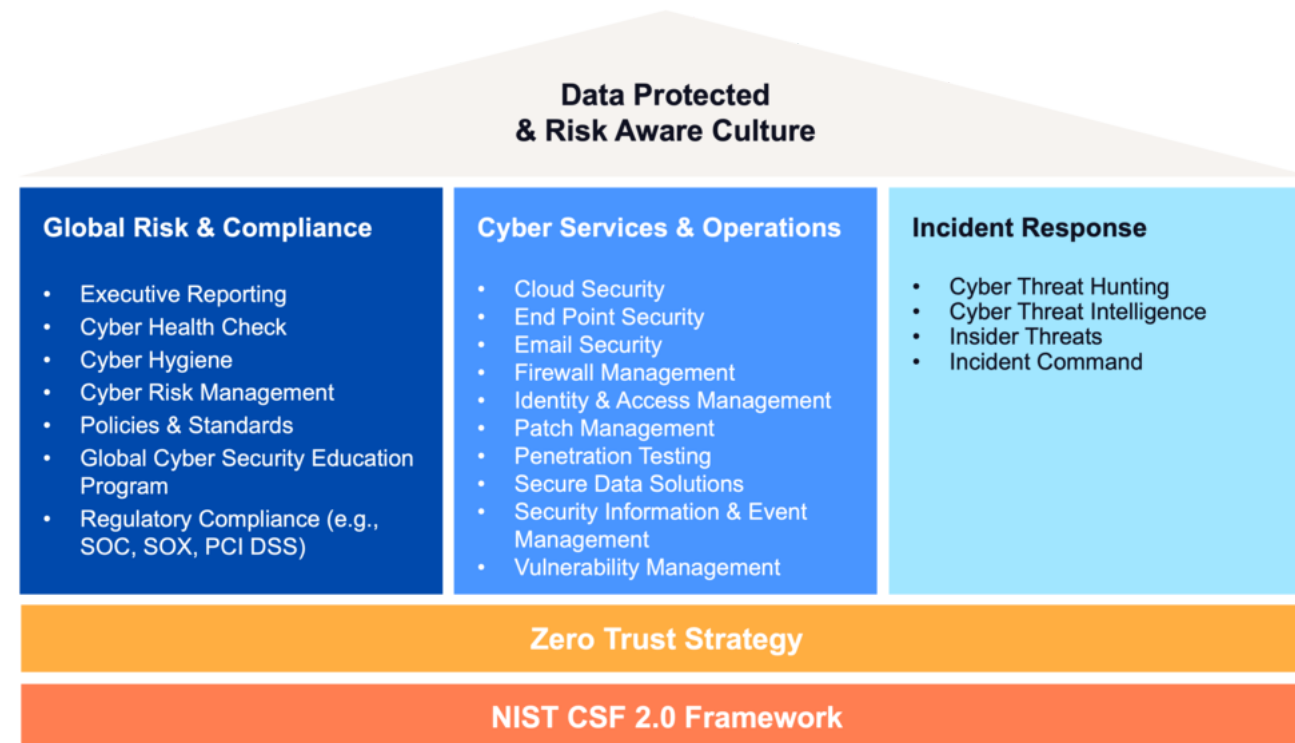 Data Protected
& Risk Aware Culture
Global Risk & Compliance
• Executive Reporting
• Cyber Health Check
• Cyber Hygiene
• Cyber Risk Management
• Policies & Standards
• Global Cyber Security Education
Program
• Regulatory Compliance (e.g.,
SOC, SOX, PCI DSS)
Cyber Services & Operations
• Cloud Security
• End Point Security
• Email Security
• Firewall Management
• Identity & Access Management
• Patch Management
• Penetration Testing
• Secure Data Solutions
• Security Information & Event
Management
• Vulnerability Management
Incident Response
• Cyber Threat Hunting
• Cyber Threat Intelligence
• Insider Threats
• Incident Command
Zero Trust Strategy
NIST CSF 2.0 Framework